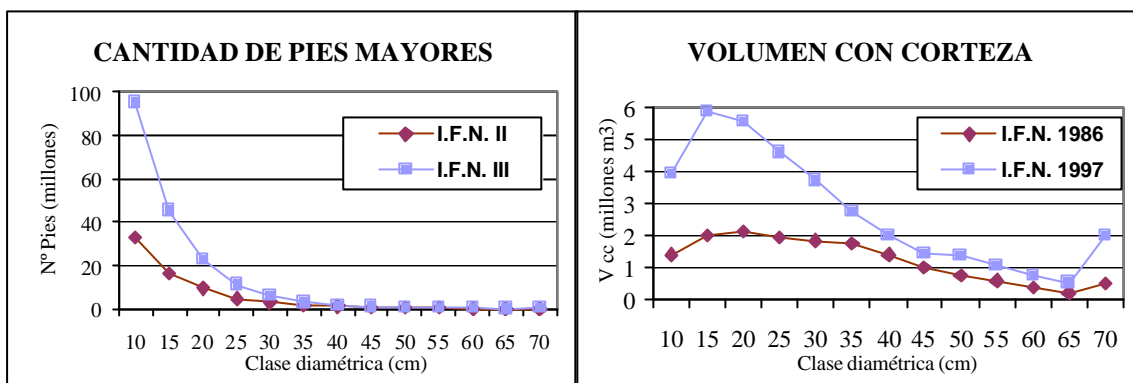 CANTIDAD DE PIES MAYORES
Nº Pies (millones)
100
80
60
40
20
0
I.F.N. II
I.F.N. III
10 15 20 25 30 35 40 45 50 55 60 65 70
Clase diamétrica (cm)
VOLUMEN CON CORTEZA
V cc (millones m3)
6
5
4
3
2
1
0
I.F.N. 1986
I.F.N. 1997
10 15 20 25 30 35 40 45 50 55 60 65 70
Clase diamétrica (cm)